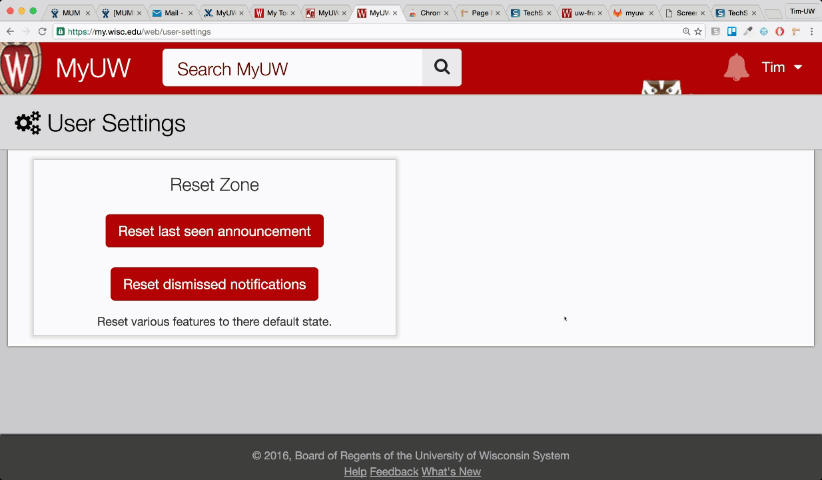 MUM
[MUM
Mail -
MyUW
My To
MyUW
MyUW
Chrom
Page
TechS
uw-fr
myuw
Screer
TechS
Tim-UW
https://my.wisc.edu/web/user-settings
W MyUW Search MyUW Tim
User Settings
Reset Zone
Reset last seen announcement
Reset dismissed notifications
Reset various features to there default state.
© 2016, Board of Regents of the University of Wisconsin System
Help Feedback What's New